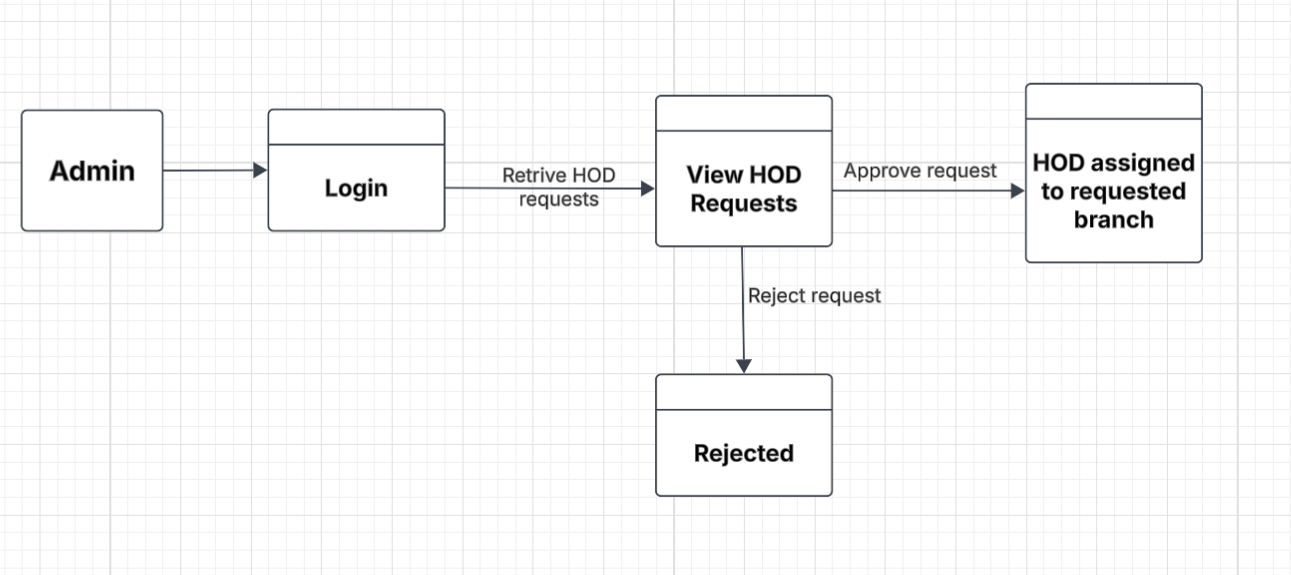 Admin
Login
Retrive HOD
requests
View HOD
Requests
Approve request
HOD assigned
to requested
branch
Reject request
Rejected